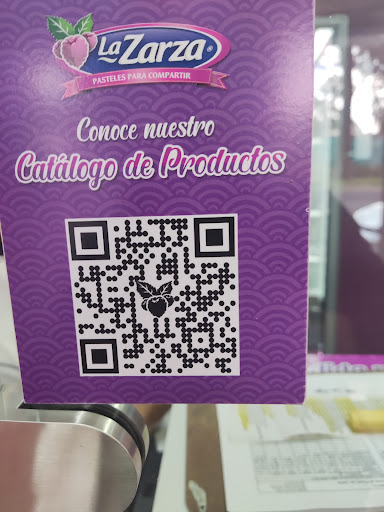 La Zarza
PASTELES PARA COMPARTIR
Conoce nuestro
Catálogo de Productos